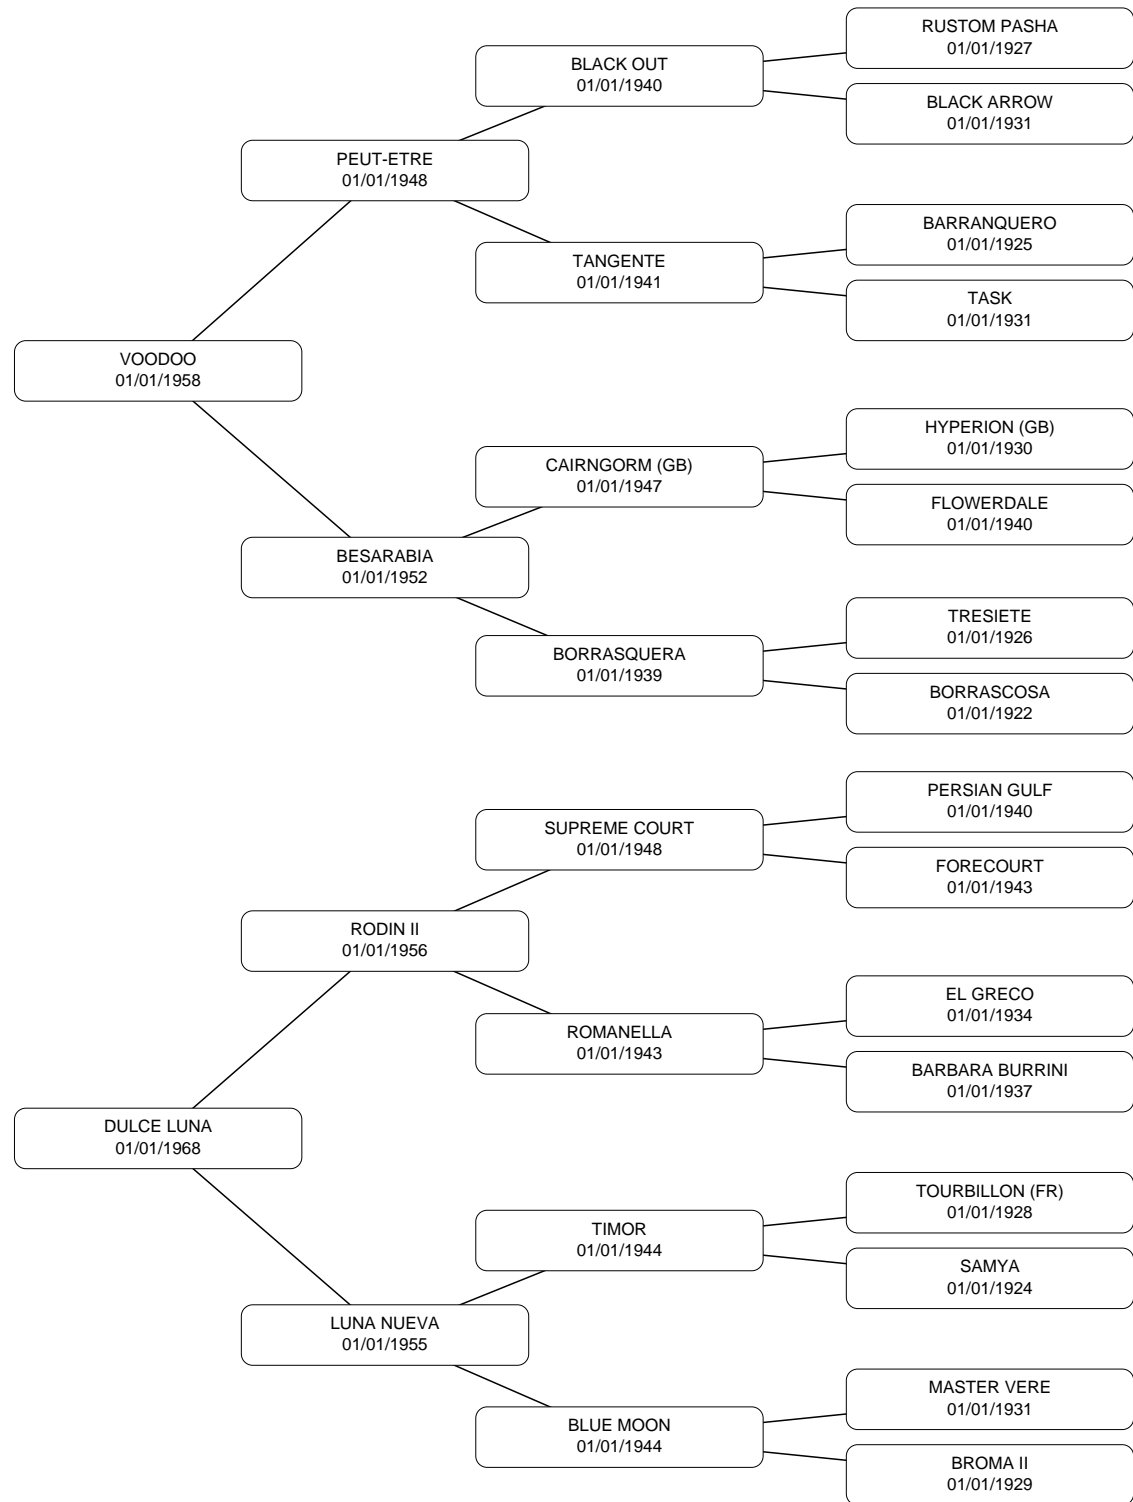 RUSTOM PASHA
01/01/1927
BLACK OUT
01/01/1940
BLACK ARROW
01/01/1931
PEUT-ETRE
01/01/1948
BARRANQUERO
01/01/1925
TANGENTE
01/01/1941
TASK
01/01/1931
VOODOO
01/01/1958
HYPERION (GB)
01/01/1930
CAIRNGORM (GB)
01/01/1947
FLOWERDALE
01/01/1940
BESARABIA
01/01/1952
TRESIETE
01/01/1926
BORRASQUERA
01/01/1939
BORRASCOSA
01/01/1922
PERSIAN GULF
01/01/1940
SUPREME COURT
01/01/1948
FORECOURT
01/01/1943
RODIN II
01/01/1956
EL GRECO
01/01/1934
ROMANELLA
01/01/1943
BARBARA BURRINI
01/01/1937
DULCE LUNA
01/01/1968
TOURBILLON (FR)
01/01/1928
TIMOR
01/01/1944
SAMYA
01/01/1924
LUNA NUEVA
01/01/1955
MASTER VERE
01/01/1931
BLUE MOON
01/01/1944
BROMA II
01/01/1929